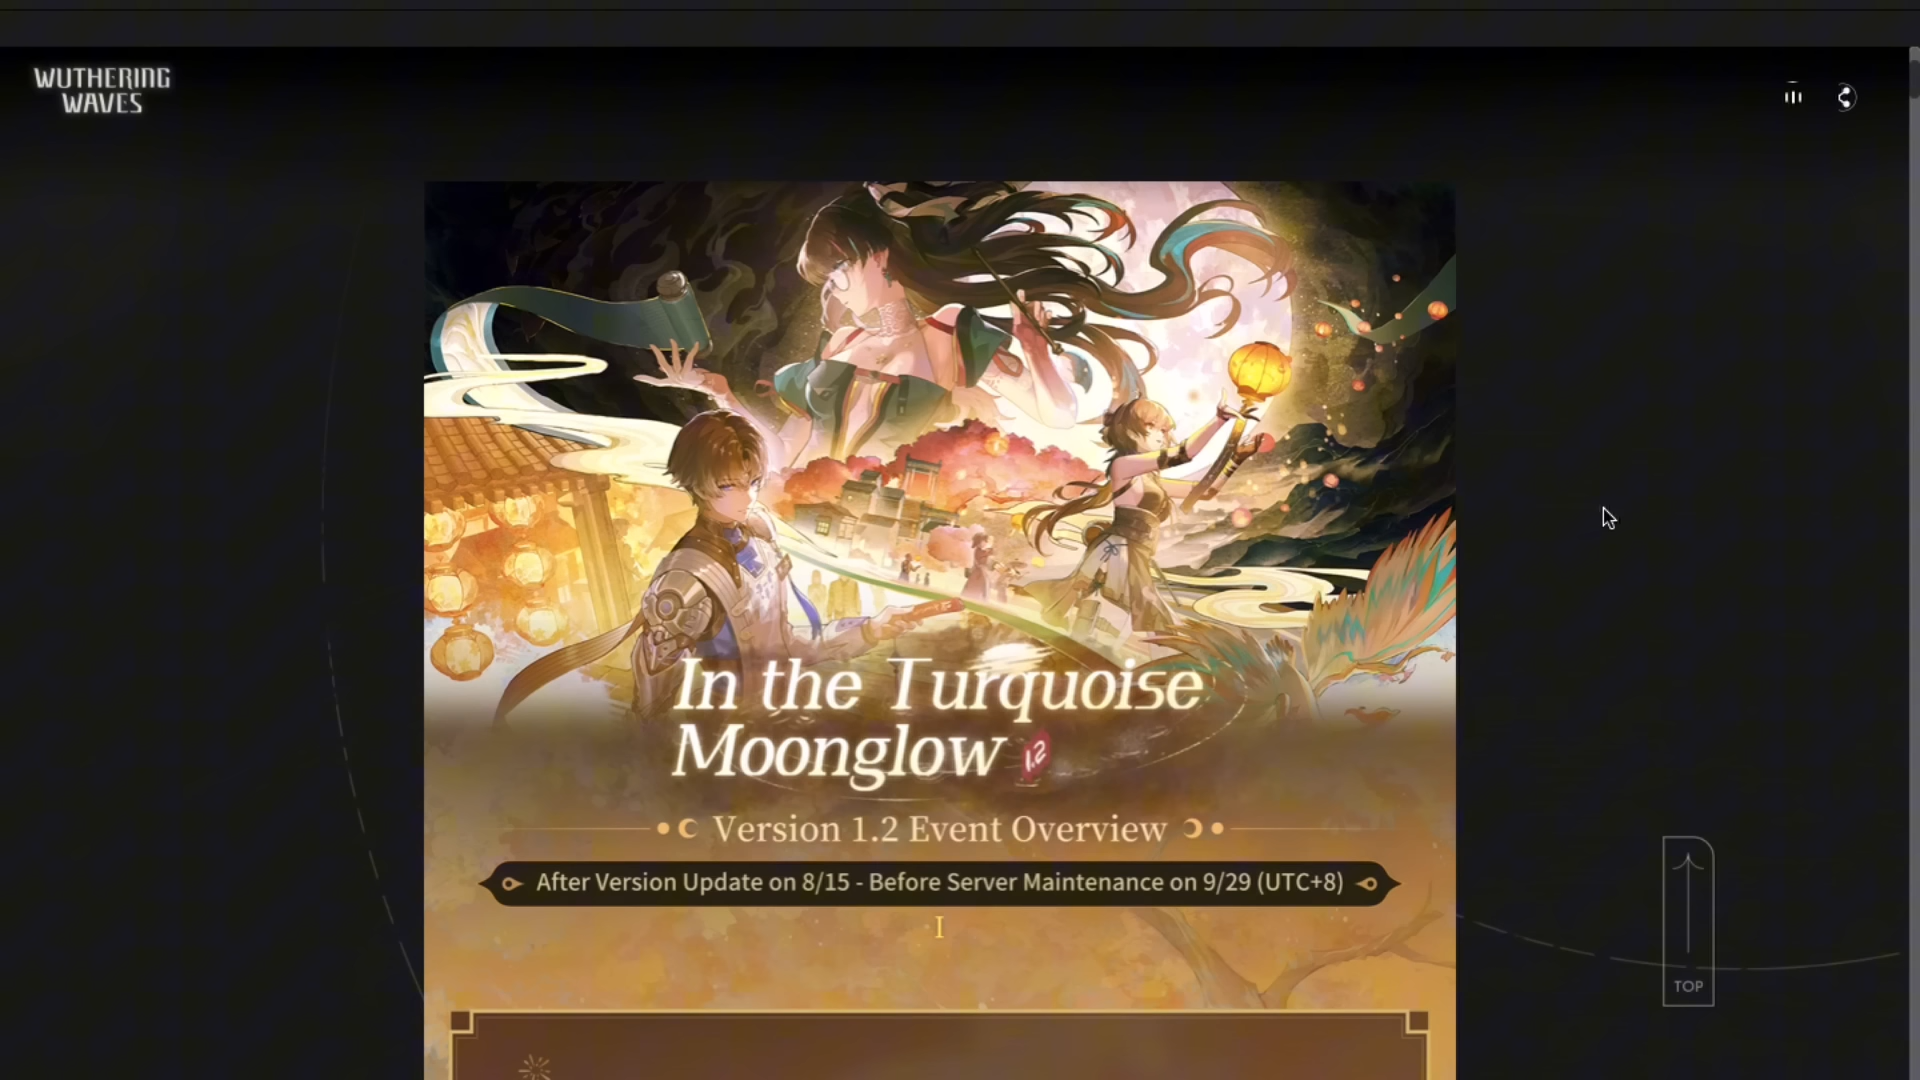 WUTHERING
WAVES
In the Turquoise
Moonglow 1.2
Version 1.2 Event Overview
After Version Update on 8/15 - Before Server Maintenance on 9/29 (UTC+8)
I
TOP